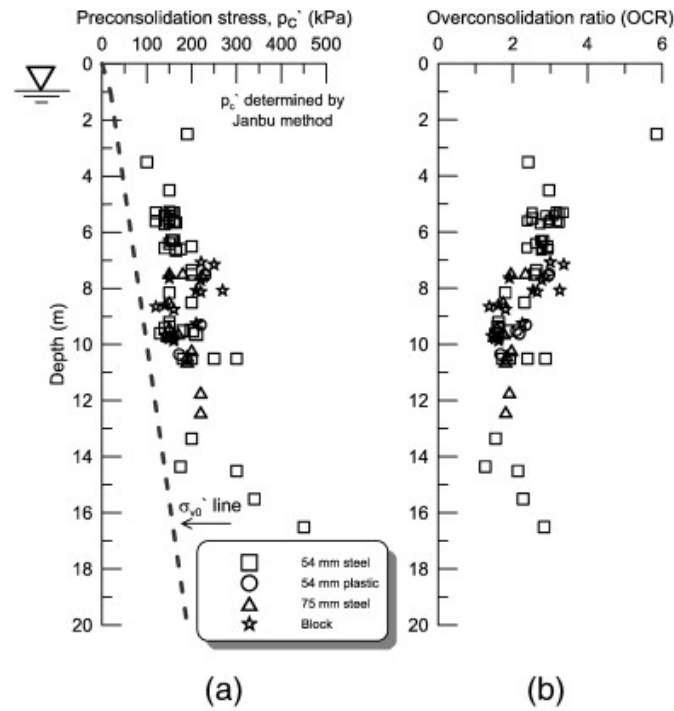 Preconsolidation stress, pc` (kPa)
0 100 200 300 400 500
pc` determined by
Janbu method
0
2
4
6
8
10
12
14
16
18
20
Depth (m)
σv0` line
54 mm steel
54 mm plastic
75 mm steel
Block
(a)
Overconsolidation ratio (OCR)
0 2 4 6
0
2
4
6
8
10
12
14
16
18
20
(b)